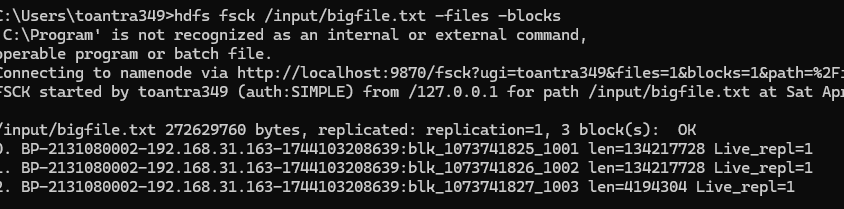 C:\Users\toantra349>hdfs fsck /input/bigfile.txt -files -blocks
'C:\Program' is not recognized as an internal or external command,
operable program or batch file.
Connecting to namenode via http://localhost:9870/fsck?ugi=toantra349&files=1&blocks=1&path=%2Fi
FSCK started by toantra349 (auth:SIMPLE) from /127.0.0.1 for path /input/bigfile.txt at Sat Apr
/input/bigfile.txt 272629760 bytes, replicated: replication=1, 3 block(s):  OK
0. BP-2131080002-192.168.31.163-1744103208639:blk_1073741825_1001 len=134217728 Live_repl=1
1. BP-2131080002-192.168.31.163-1744103208639:blk_1073741826_1002 len=134217728 Live_repl=1
2. BP-2131080002-192.168.31.163-1744103208639:blk_1073741827_1003 len=4194304 Live_repl=1